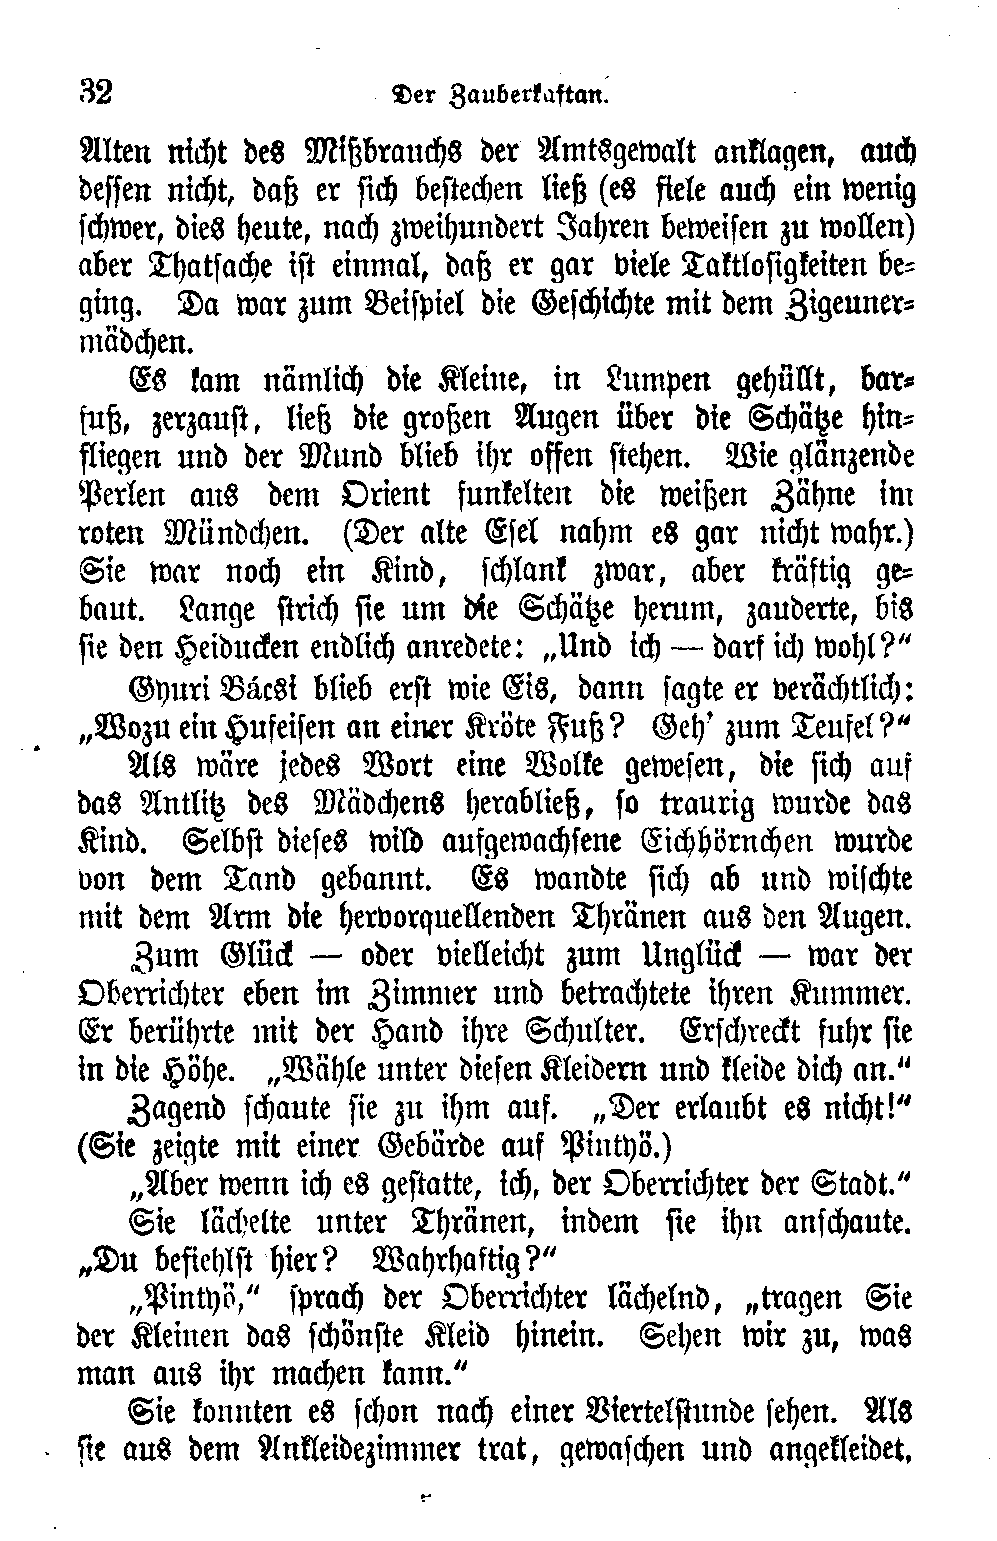 32 Der Zauberkaftan.
Alten nicht des Mißbrauchs der Amtsgewalt anklagen, auch
dessen nicht, daß er sich bestechen ließ (es fiele auch ein wenig
schwer, dies heute, nach zweihundert Jahren beweisen zu wollen)
aber Thatsache ist einmal, daß er gar viele Taktlosigkeiten be-
ging. Da war zum Beispiel die Geschichte mit dem Zigeuner-
mädchen.
Es kam nämlich die Kleine, in Lumpen gehüllt, bar-
fuß, zerzaust, ließ die großen Augen über die Schätze hin-
fliegen und der Mund blieb ihr offen stehen. Wie glänzende
Perlen aus dem Orient funkelten die weißen Zähne im
roten Mündchen. (Der alte Esel nahm es gar nicht wahr.)
Sie war noch ein Kind, schlank zwar, aber kräftig ge-
baut. Lange strich sie um die Schätze herum, zauderte, bis
sie den Heiducken endlich anredete: „Und ich — darf ich wohl?“
Gyuri Bácsi blieb erst wie Eis, dann sagte er verächtlich:
„Wozu ein Hufeisen an einer Kröte Fuß? Geh' zum Teufel?“
Als wäre jedes Wort eine Wolke gewesen, die sich auf
das Antlitz des Mädchens herabließ, so traurig wurde das
Kind. Selbst dieses wild aufgewachsene Eichhörnchen wurde
von dem Tand gebannt. Es wandte sich ab und wischte
mit dem Arm die hervorquellenden Thränen aus den Augen.
Zum Glück — oder vielleicht zum Unglück — war der
Oberrichter eben im Zimmer und betrachtete ihren Kummer.
Er berührte mit der Hand ihre Schulter. Erschreckt fuhr sie
in die Höhe. „Wähle unter diesen Kleidern und kleide dich an.“
Zagend schaute sie zu ihm auf. „Der erlaubt es nicht!“
(Sie zeigte mit einer Gebärde auf Pintyö.)
„Aber wenn ich es gestatte, ich, der Oberrichter der Stadt.“
Sie lächelte unter Thränen, indem sie ihn anschaute.
„Du befiehlst hier? Wahrhaftig?“
„Pintyö,“ sprach der Oberrichter lächelnd, „tragen Sie
der Kleinen das schönste Kleid hinein. Sehen wir zu, was
man aus ihr machen kann.“
Sie konnten es schon nach einer Viertelstunde sehen. Als
sie aus dem Ankleidezimmer trat, gewaschen und angekleidet,